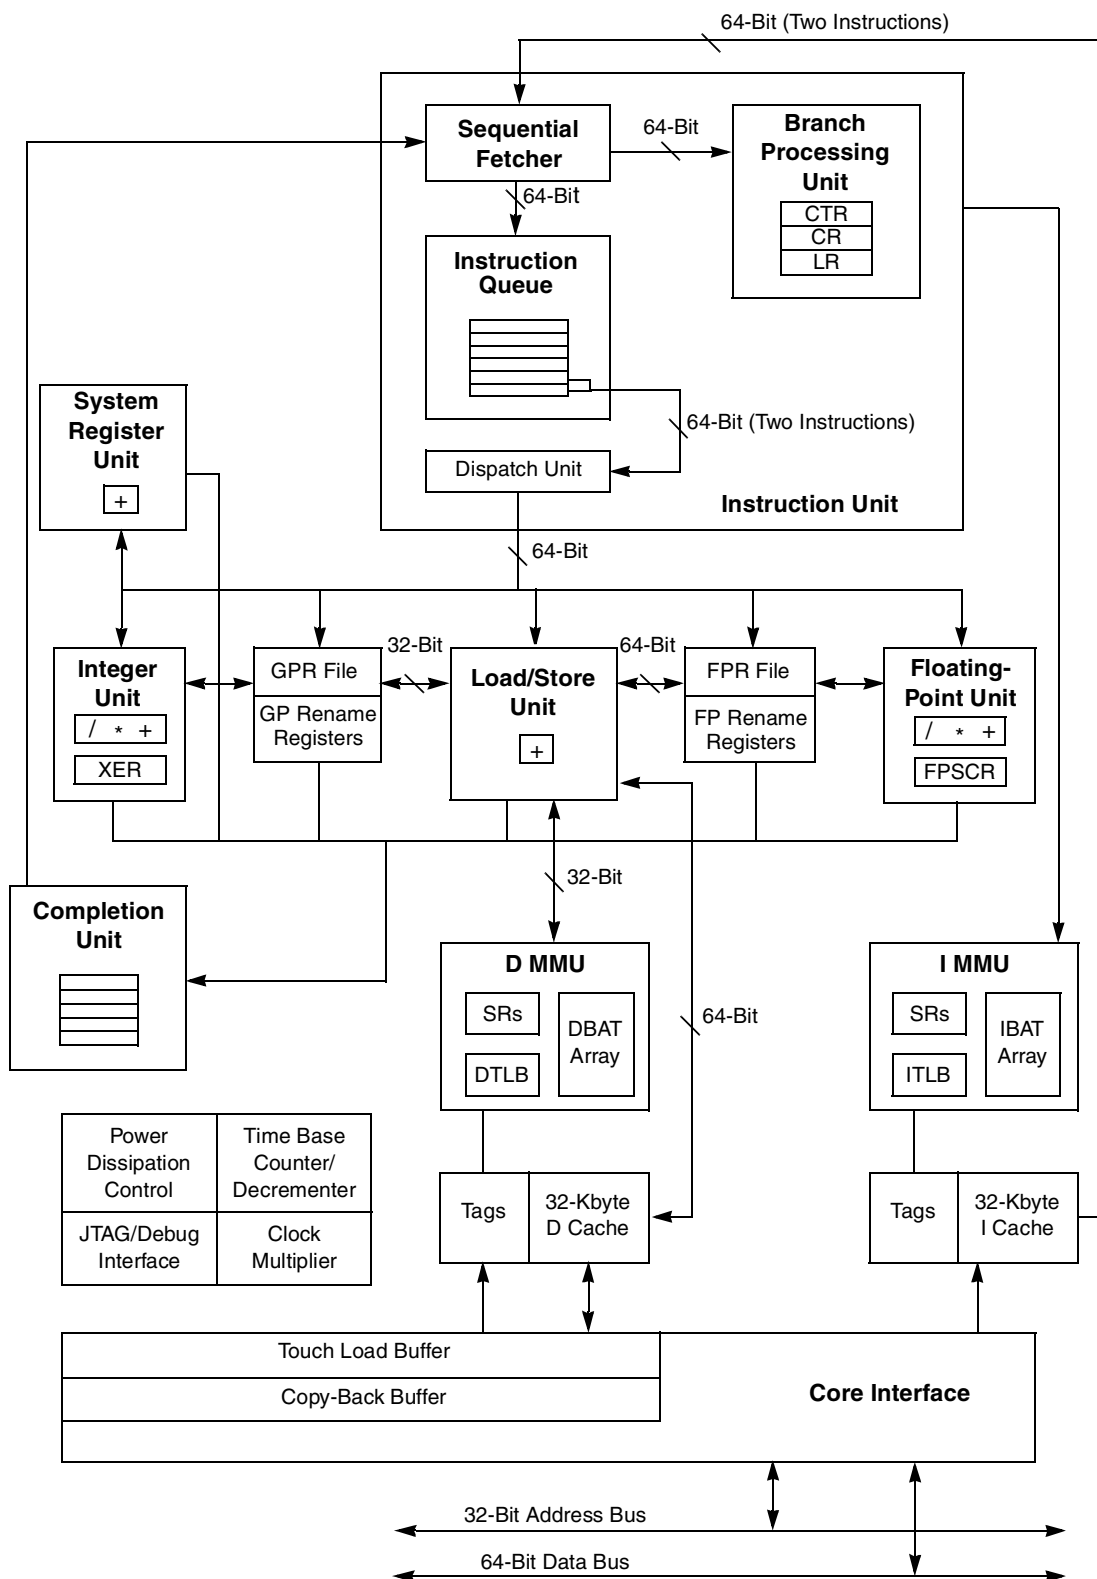 64-Bit (Two Instructions)
Sequential
Fetcher
64-Bit
Branch
Processing
Unit
CTR
CR
LR
64-Bit
Instruction
Queue
64-Bit (Two Instructions)
Dispatch Unit
Instruction Unit
System
Register
Unit
+
64-Bit
Integer
Unit
/ * +
XER
GPR File
GP Rename
Registers
32-Bit
Load/Store
Unit
+
64-Bit
FPR File
FP Rename
Registers
Floating-
Point Unit
/ * +
FPSCR
32-Bit
Completion
Unit
D MMU
SRs
DTLB
DBAT
Array
64-Bit
I MMU
SRs
ITLB
IBAT
Array
Power
Dissipation
Control
Time Base
Counter/
Decrementer
JTAG/Debug
Interface
Clock
Multiplier
Tags
32-Kbyte
D Cache
Tags
32-Kbyte
I Cache
Touch Load Buffer
Copy-Back Buffer
Core Interface
32-Bit Address Bus
64-Bit Data Bus